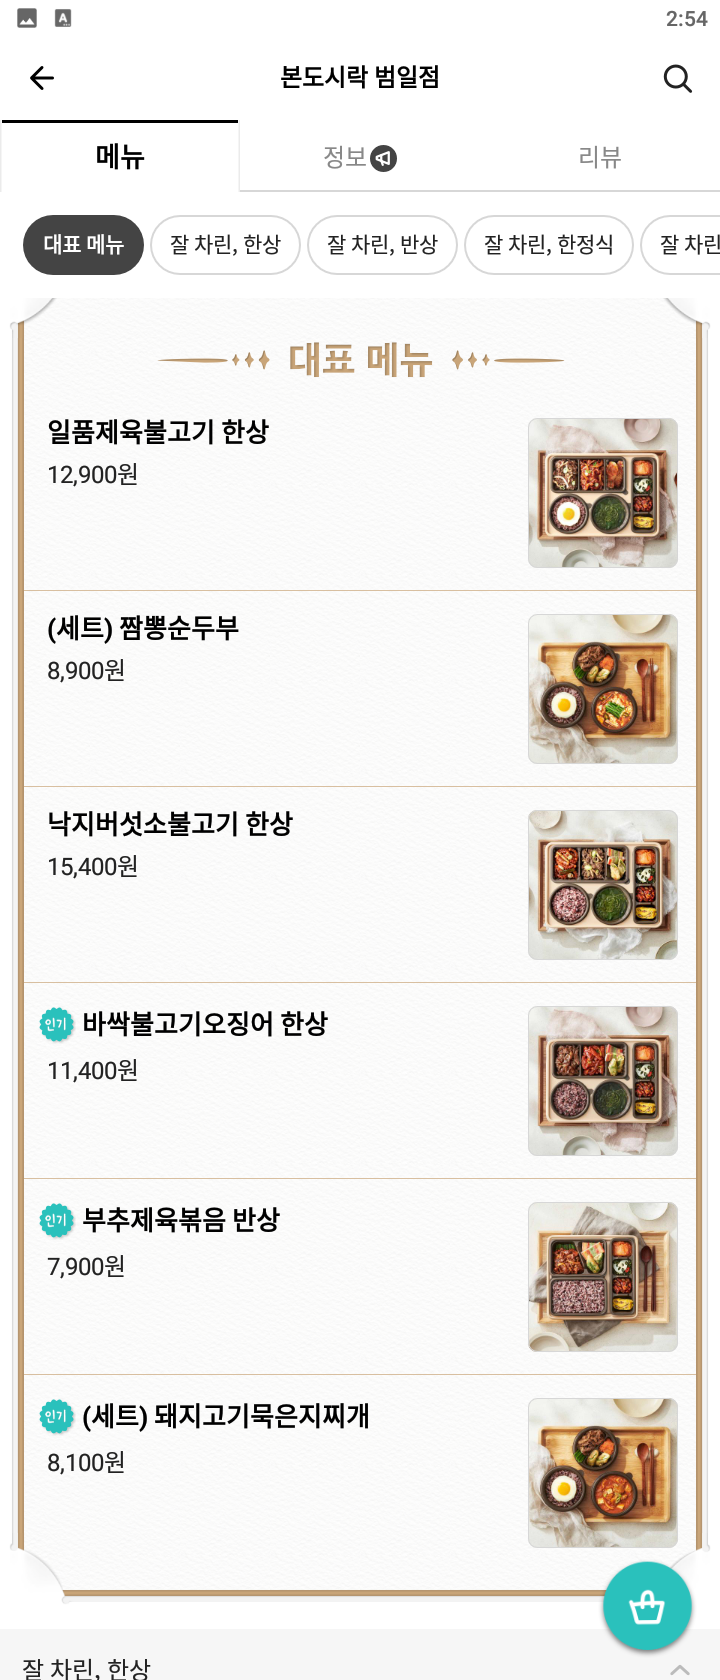 2:54
본도시락 범일점
메뉴
정보
리뷰
대표 메뉴
잘 차린, 한상
잘 차린, 반상
잘 차린, 한정식
잘 차린
대표 메뉴
일품제육불고기 한상
12,900원
(세트) 짬뽕순두부
8,900원
낙지버섯소불고기 한상
15,400원
인기 바싹불고기오징어 한상
11,400원
인기 부추제육볶음 반상
7,900원
인기 (세트) 돼지고기묵은지찌개
8,100원
잘 차린, 한상